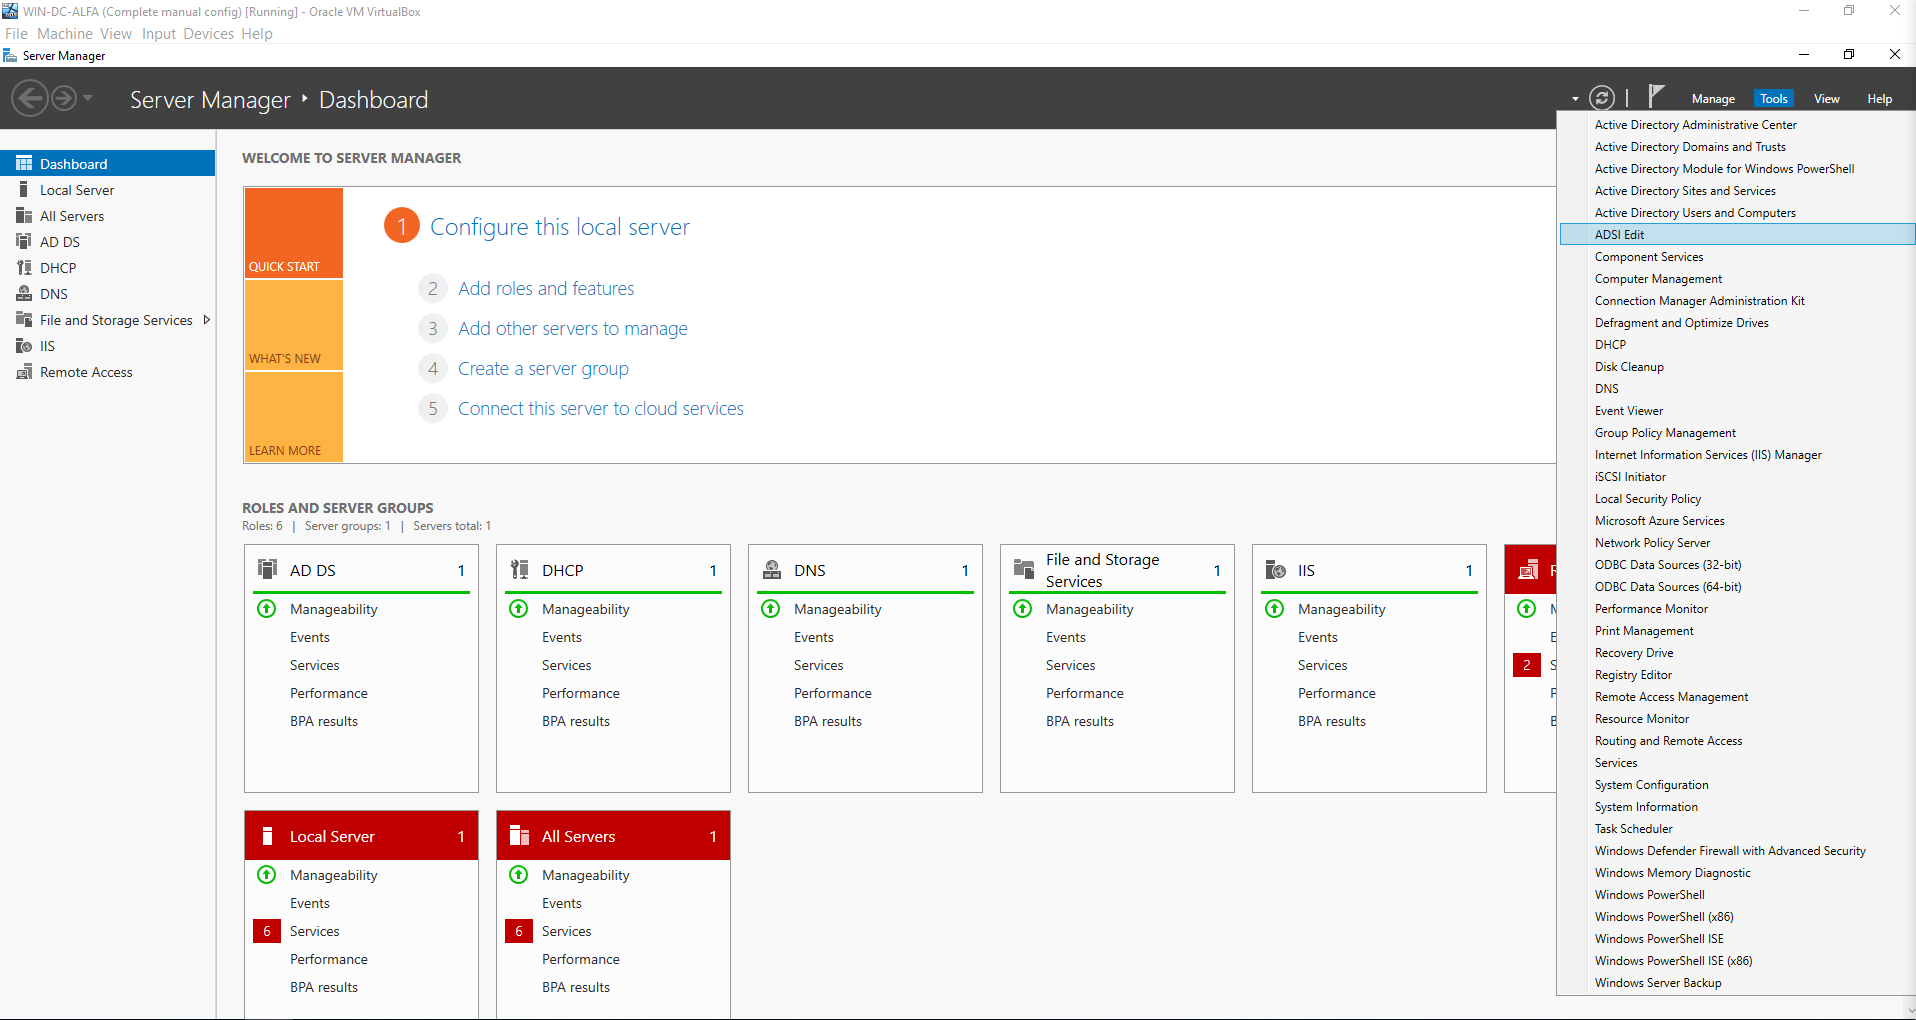 WIN-DC-ALFA (Complete manual config) [Running] - Oracle VM VirtualBox
File Machine View Input Devices Help
Server Manager
Server Manager Dashboard
Manage Tools View Help
Dashboard
Local Server
All Servers
AD DS
DHCP
DNS
File and Storage Services
IIS
Remote Access
WELCOME TO SERVER MANAGER
QUICK START
WHAT'S NEW
LEARN MORE
1 Configure this local server
2 Add roles and features
3 Add other servers to manage
4 Create a server group
5 Connect this server to cloud services
ROLES AND SERVER GROUPS
Roles: 6 | Server groups: 1 | Servers total: 1
AD DS 1
Manageability
Events
Services
Performance
BPA results
DHCP 1
Manageability
Events
Services
Performance
BPA results
DNS 1
Manageability
Events
Services
Performance
BPA results
File and Storage
Services 1
Manageability
Events
Services
Performance
BPA results
IIS 1
Manageability
Events
Services
Performance
BPA results
2
Local Server 1
Manageability
Events
6 Services
Performance
BPA results
All Servers 1
Manageability
Events
6 Services
Performance
BPA results
Active Directory Administrative Center
Active Directory Domains and Trusts
Active Directory Module for Windows PowerShell
Active Directory Sites and Services
Active Directory Users and Computers
ADSI Edit
Component Services
Computer Management
Connection Manager Administration Kit
Defragment and Optimize Drives
DHCP
Disk Cleanup
DNS
Event Viewer
Group Policy Management
Internet Information Services (IIS) Manager
iSCSI Initiator
Local Security Policy
Microsoft Azure Services
Network Policy Server
ODBC Data Sources (32-bit)
ODBC Data Sources (64-bit)
Performance Monitor
Print Management
Recovery Drive
Registry Editor
Remote Access Management
Resource Monitor
Routing and Remote Access
Services
System Configuration
System Information
Task Scheduler
Windows Defender Firewall with Advanced Security
Windows Memory Diagnostic
Windows PowerShell
Windows PowerShell (x86)
Windows PowerShell ISE
Windows PowerShell ISE (x86)
Windows Server Backup